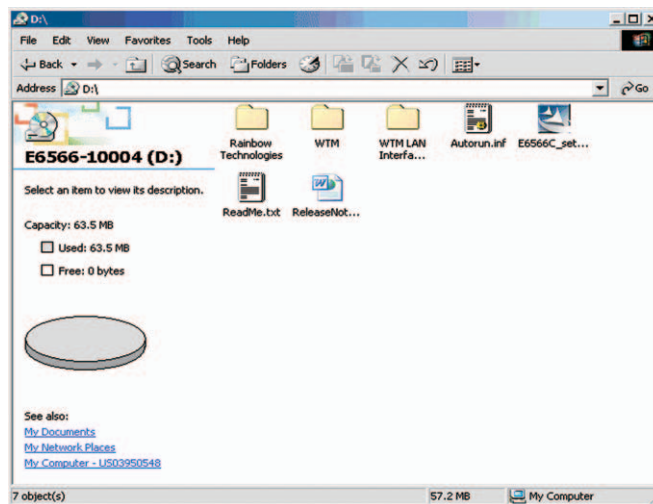 D:\
File Edit View Favorites Tools Help
Back Search Folders
Address D:\ Go
E6566-10004 (D:)
Select an item to view its description.
Capacity: 63.5 MB
Used: 63.5 MB
Free: 0 bytes
See also:
My Documents
My Network Places
My Computer - US03950548
Rainbow
Technologies
WTM
WTM LAN
Interfa...
Autorun.inf
E6566C_set...
ReadMe.txt
ReleaseNot...
7 object(s) 57.2 MB My Computer